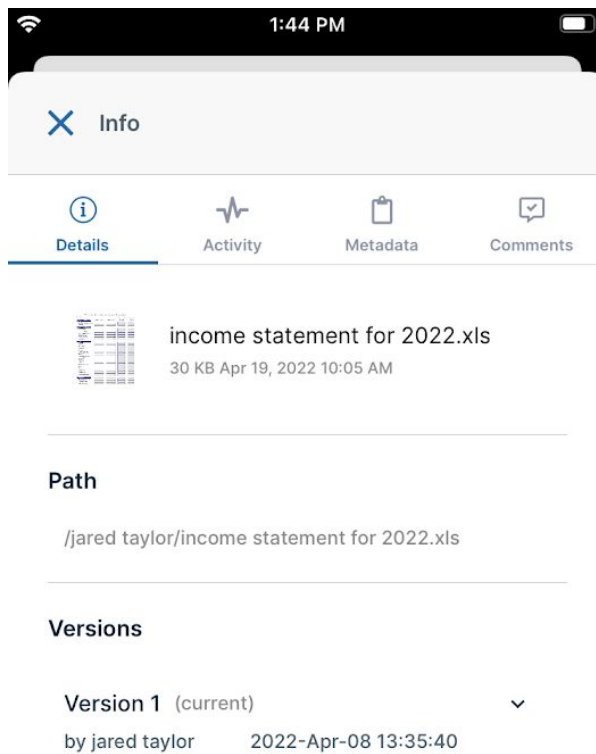 1:44 PM
Info
Details Activity Metadata Comments
income statement for 2022.xls
30 KB Apr 19, 2022 10:05 AM
Path
/jared taylor/income statement for 2022.xls
Versions
Version 1 (current)
by jared taylor 2022-Apr-08 13:35:40